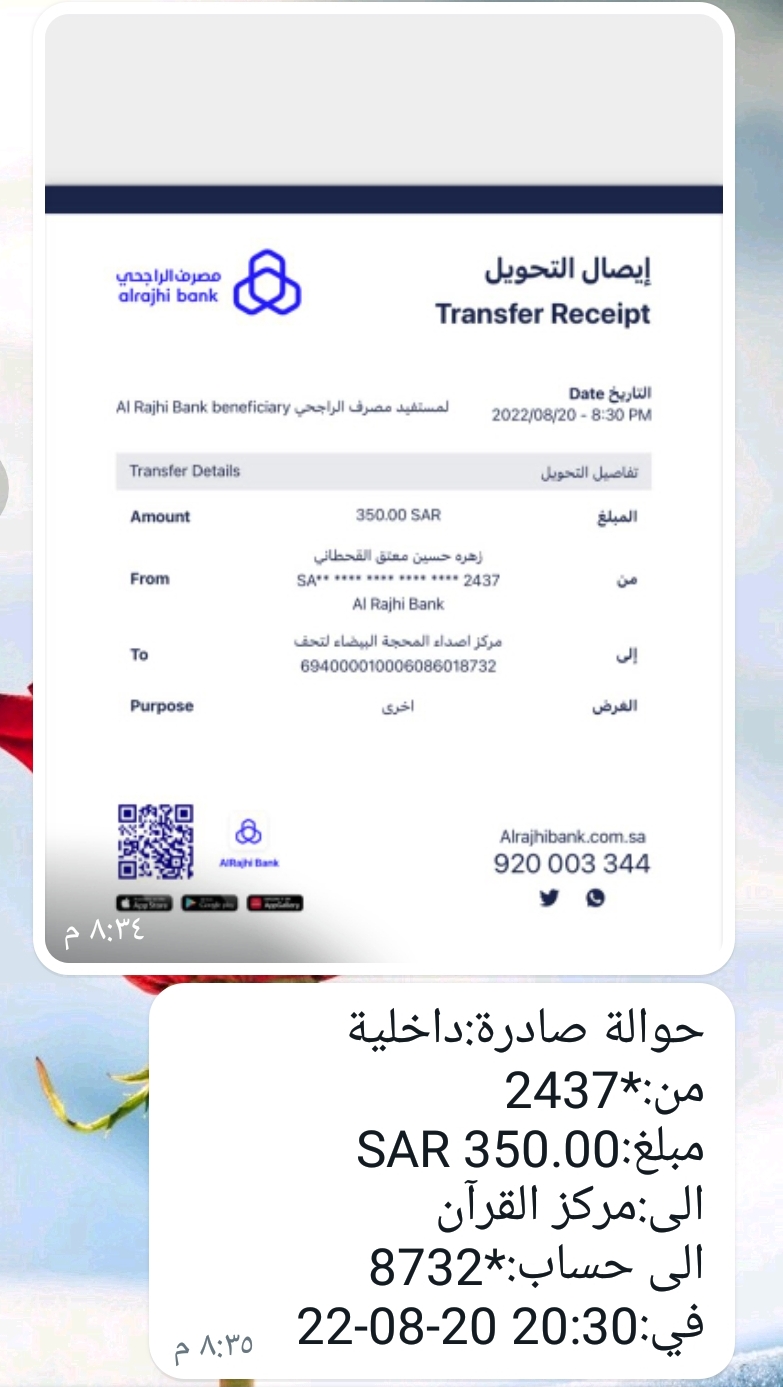 إيصال التحويل
Transfer Receipt
مصرف الراجحي
alrajhi bank
التاريخ Date
2022/08/20 - 8:30 PM
لمستفيد مصرف الراجحي Al Rajhi Bank beneficiary
تفاصيل التحويل Transfer Details
Amount 350.00 SAR المبلغ
زهره حسين معتق القحطاني
From SA** **** **** **** **** 2437 من
Al Rajhi Bank
مركز اصداء المحجة البيضاء لتحف
To 694000010006086018732 إلى
Purpose اخرى الغرض
Alrajhibank.com.sa
920 003 344
AlRajhi Bank
App Store Google play AppGallery
٨:٣٤ م
حوالة صادرة:داخلية
من:*2437
مبلغ:SAR 350.00
الى:مركز القرآن
الى حساب:*8732
في:22-08-20 20:30
٨:٣٥ م